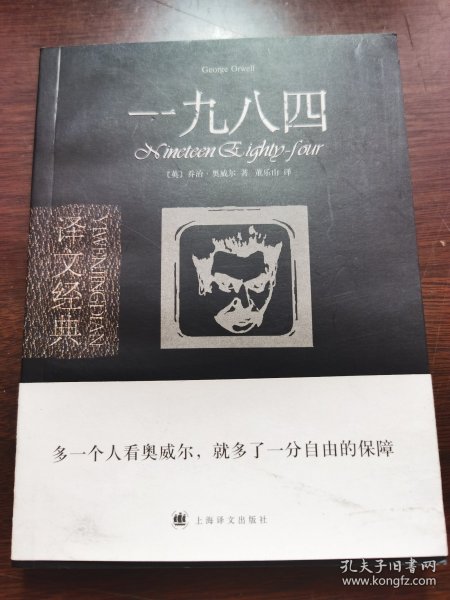 George Orwell
一九八四
Nineteen Eighty-four
[英] 乔治·奥威尔 著 董乐山 译
译文经典
YIWENJINGDIAN
多一个人看奥威尔，就多了一分自由的保障
上海译文出版社
孔夫子旧书网
www.kongfz.com